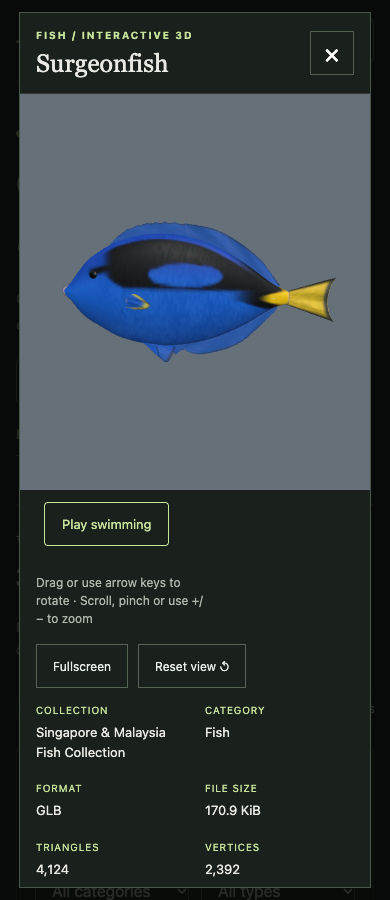 FISH / INTERACTIVE 3D
Surgeonfish
×
Play swimming
Drag or use arrow keys to
rotate · Scroll, pinch or use +/
− to zoom
Fullscreen
Reset view ↺
COLLECTION
CATEGORY
Singapore & Malaysia
Fish Collection
Fish
FORMAT
FILE SIZE
GLB
170.9 KiB
TRIANGLES
VERTICES
4,124
2,392
All categories
All types